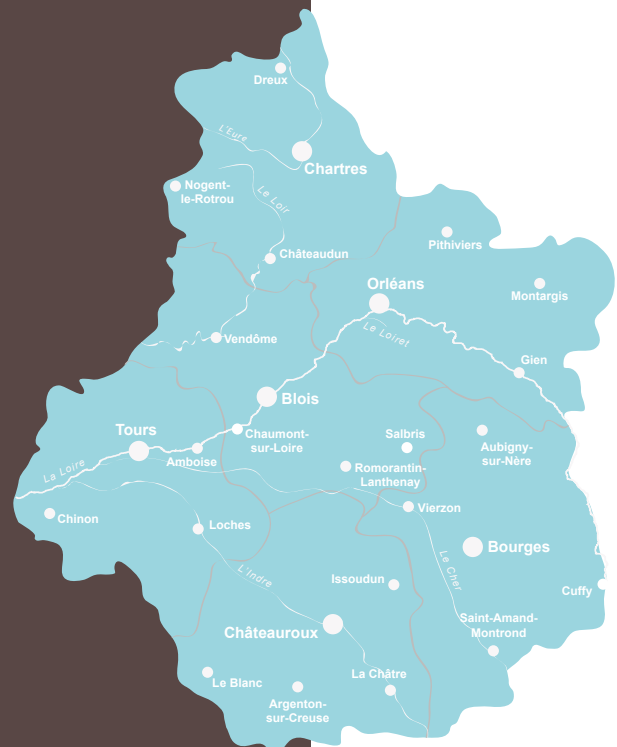 Dreux
L'Eure
Chartres
Nogent-
le-Rotrou
Le Loir
Pithiviers
Châteaudun
Orléans
Montargis
Le Loiret
Vendôme
Gien
Blois
Tours
Chaumont-
sur-Loire
Salbris
Aubigny-
sur-Nère
Amboise
La Loire
Romorantin-
Lanthenay
Vierzon
Chinon
Loches
Bourges
Le Cher
L'Indre
Issoudun
Cuffy
Saint-Amand-
Montrond
Châteauroux
La Châtre
Le Blanc
Argenton-
sur-Creuse